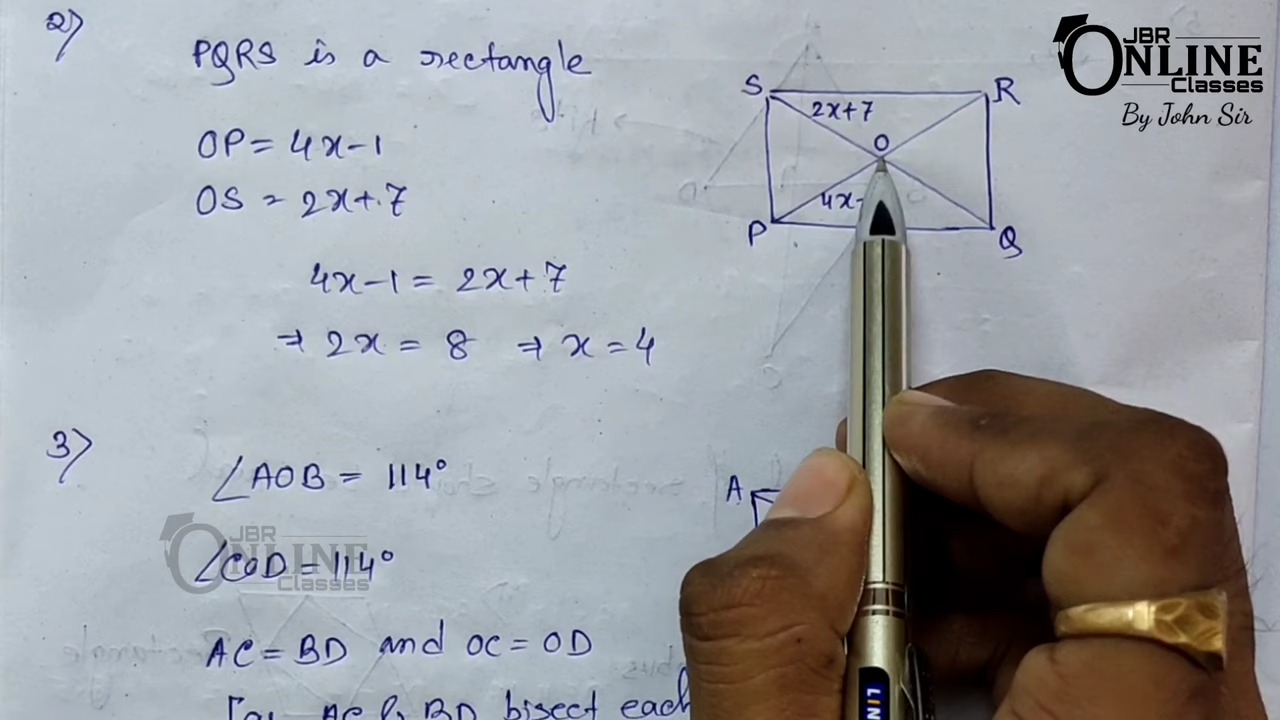 2)
PQRS is a rectangle
OP = 4x-1
OS = 2x+7
4x-1 = 2x+7
⇒ 2x = 8 ⇒ x = 4
S
R
2x+7
O
4x-
P
Q
JBR
ONLINE
Classes
By John Sir
3)
∠AOB = 114°
A
JBR
ONLINE
Classes
∠COD = 114°
AC = BD and OC = OD
AC & BD bisect each
LIN